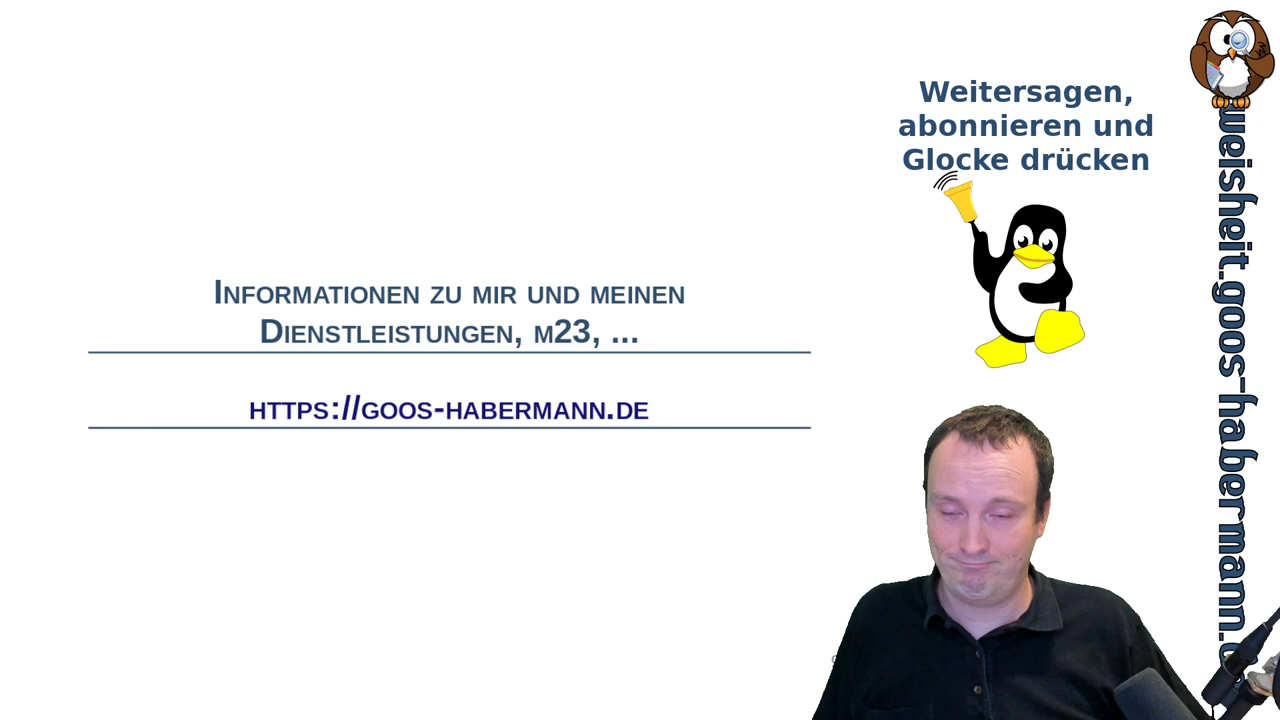 Weitersagen,
abonnieren und
Glocke drücken
Informationen zu mir und meinen
Dienstleistungen, m23, ...
https://goos-habermann.de
weisheit.goos-habermann.